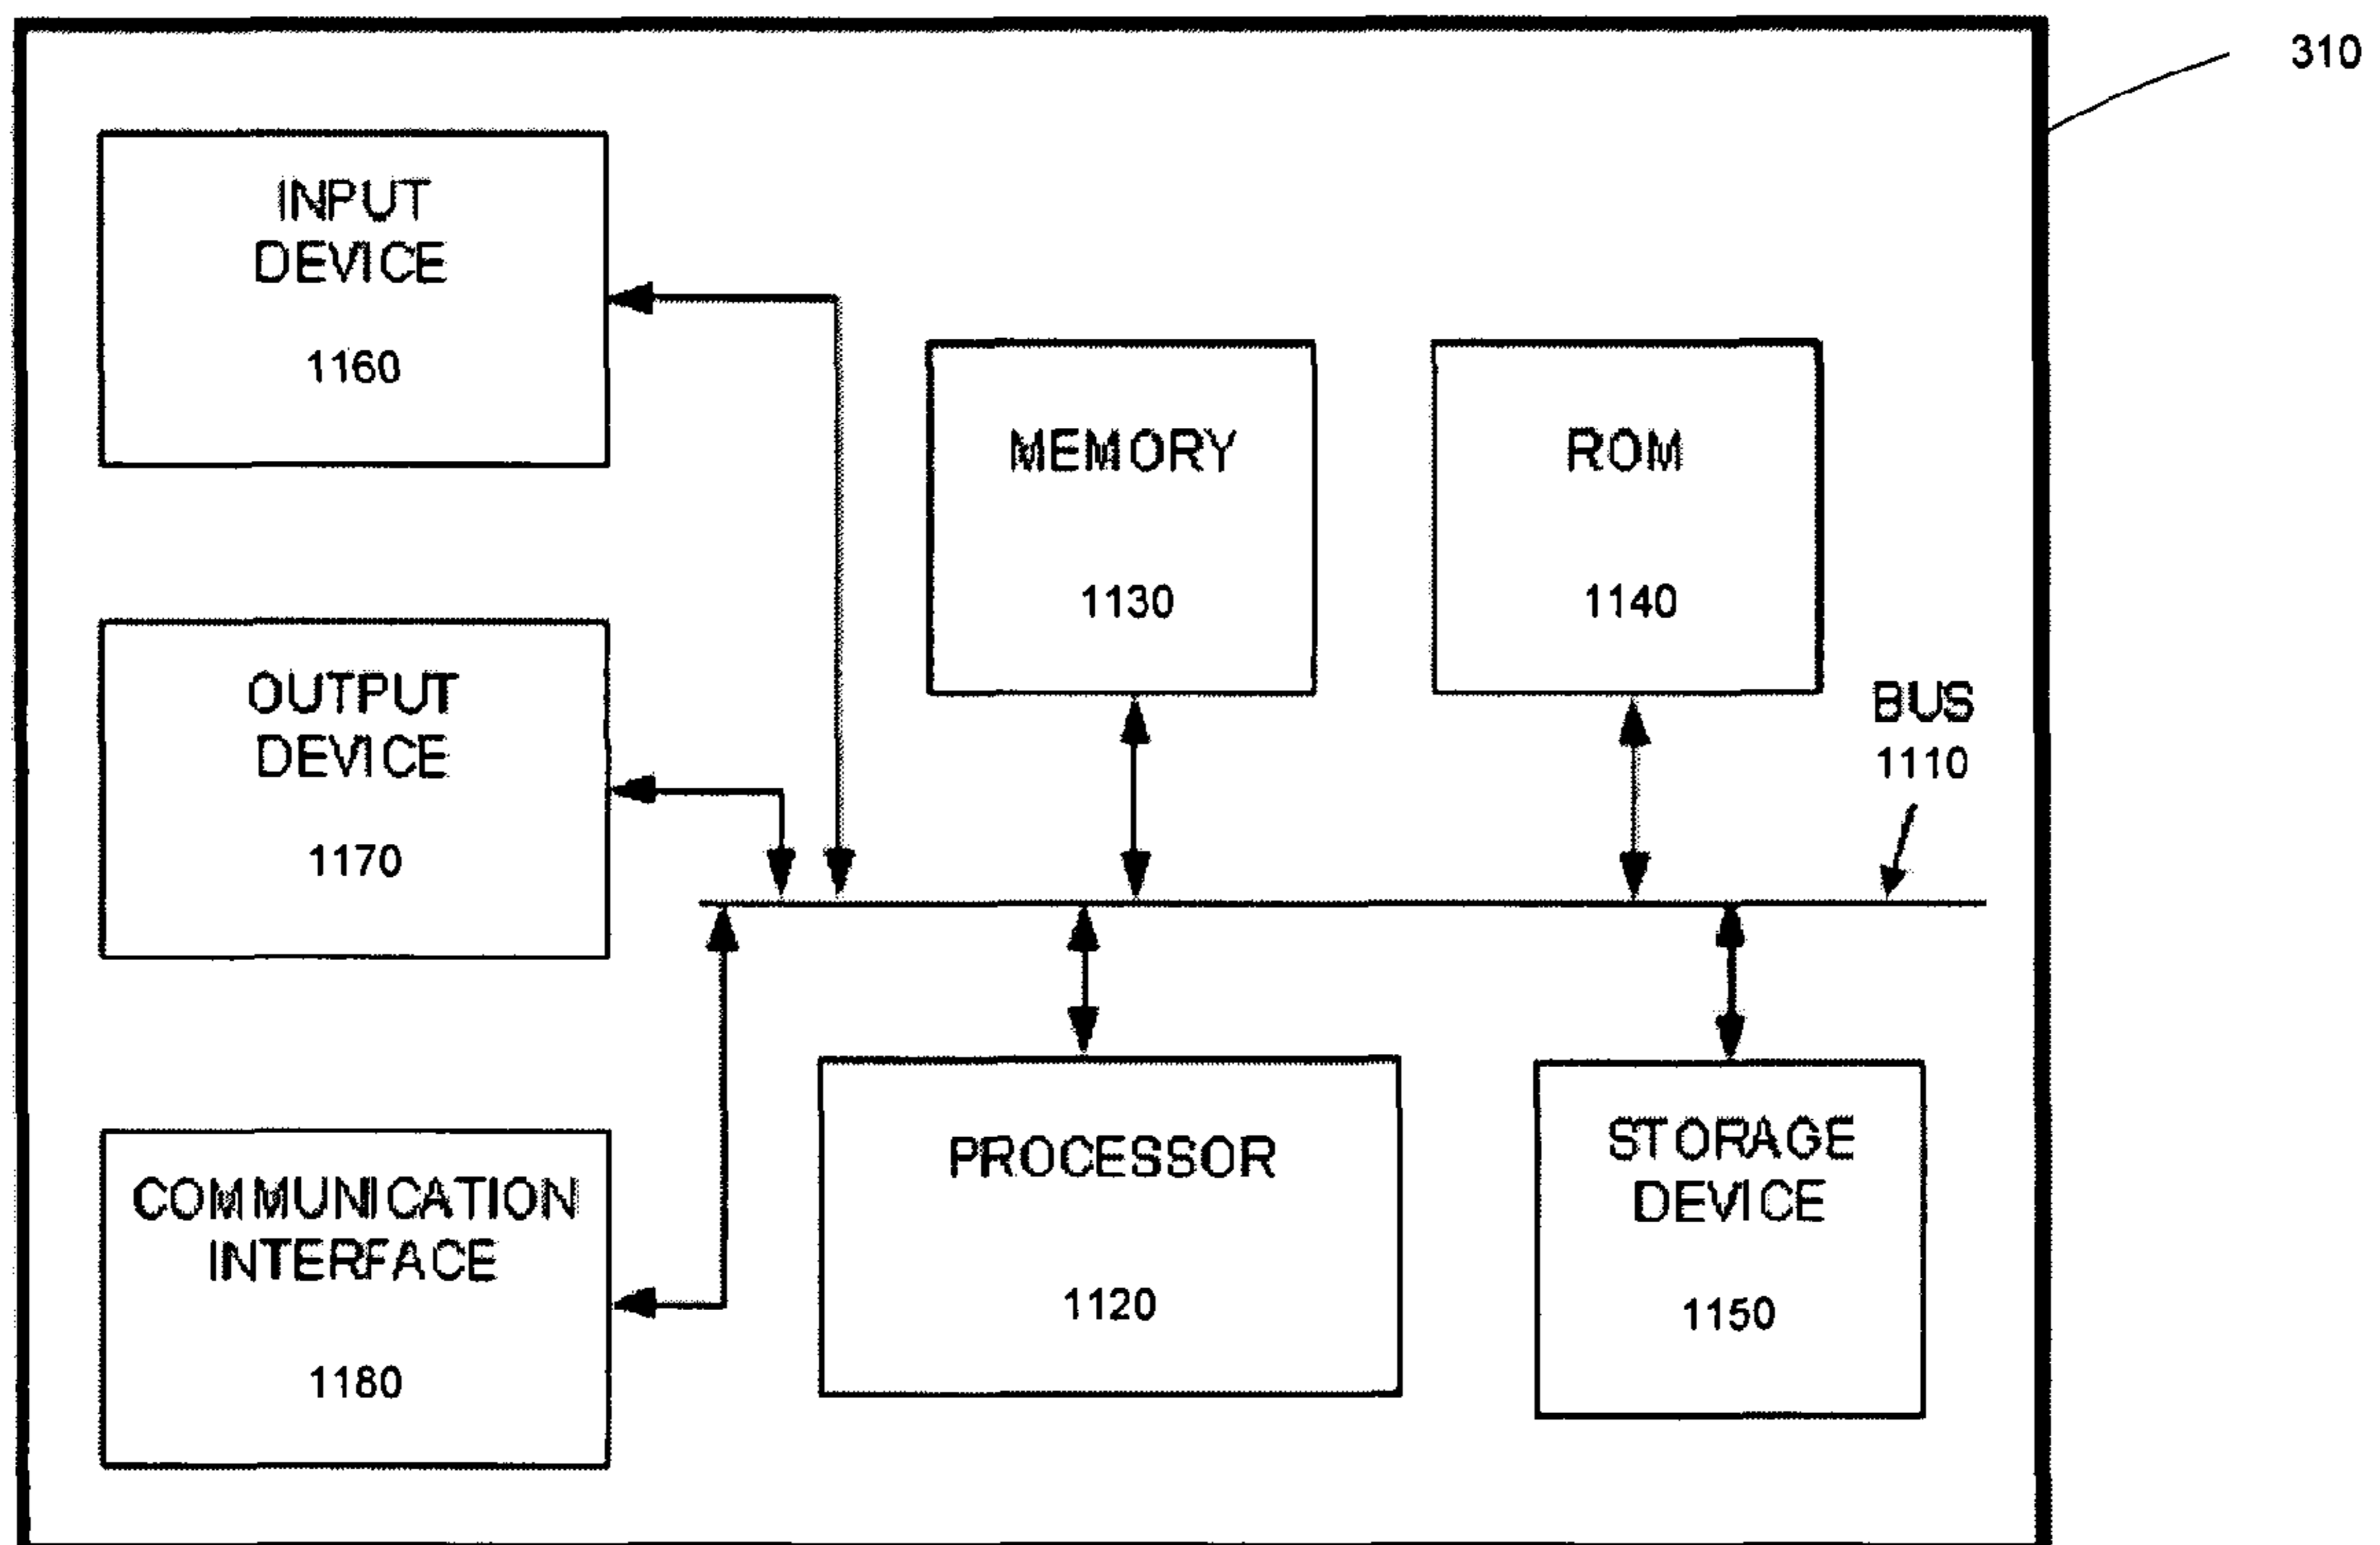 310
INPUT
DEVICE
1160
MEMORY
1130
ROM
1140
OUTPUT
DEVICE
1170
BUS
1110
COMMUNICATION
INTERFACE
1180
PROCESSOR
1120
STORAGE
DEVICE
1150